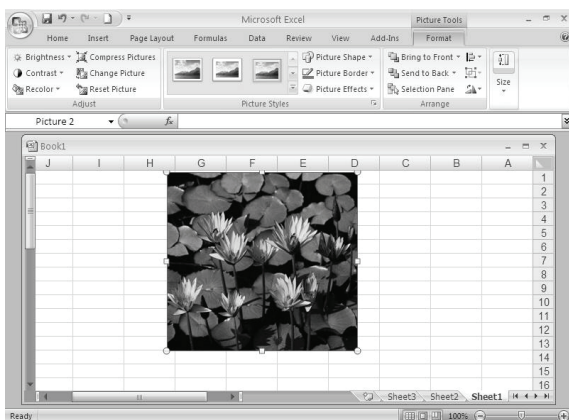 Microsoft Excel
Picture Tools
Home Insert Page Layout Formulas Data Review View Add-Ins Format
Brightness Compress Pictures Picture Shape Bring to Front
Contrast Change Picture Picture Border Send to Back
Recolor Reset Picture Picture Effects Selection Pane Size
Adjust Picture Styles Arrange
Picture 2 fx
Book1
J I H G F E D C B A
1
2
3
4
5
6
7
8
9
10
11
12
13
14
15
16
Sheet3 Sheet2 Sheet1
Ready 100%